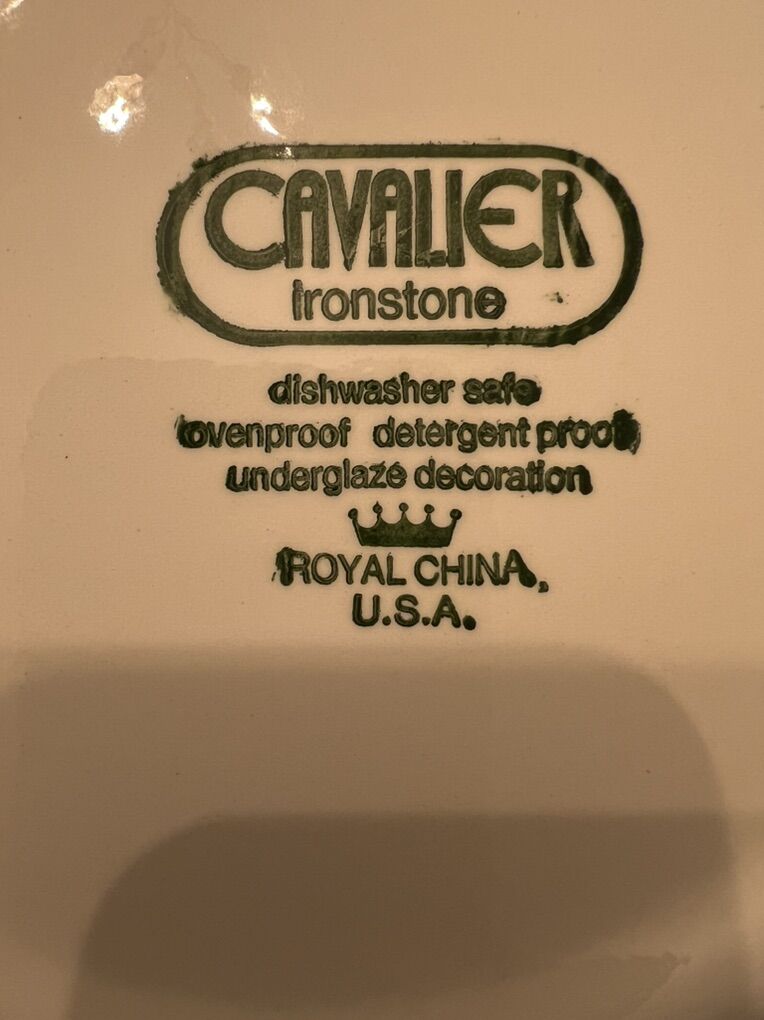 CAVALIER
ironstone
dishwasher safe
ovenproof detergent proof
underglaze decoration
ROYAL CHINA,
U.S.A.